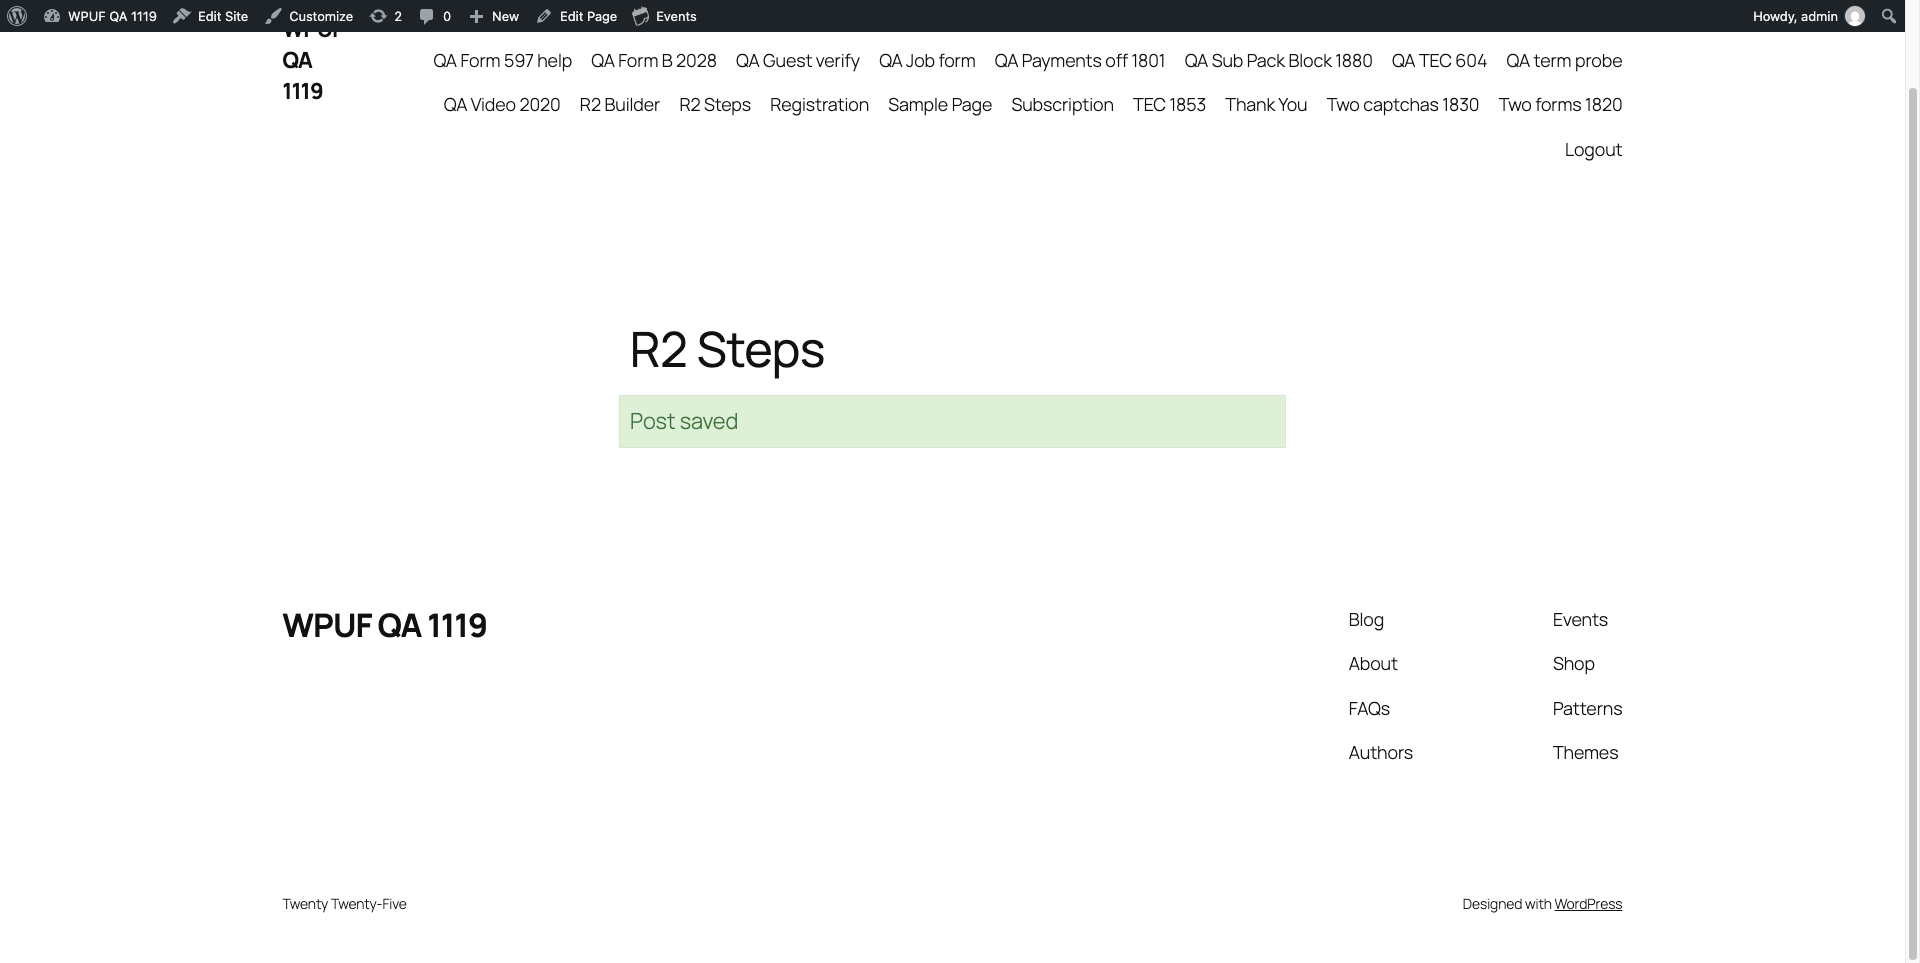 WPUF QA 1119 Edit Site Customize 2 0 New Edit Page Events Howdy, admin
WPUF
QA
1119
QA Form 597 help QA Form B 2028 QA Guest verify QA Job form QA Payments off 1801 QA Sub Pack Block 1880 QA TEC 604 QA term probe
QA Video 2020 R2 Builder R2 Steps Registration Sample Page Subscription TEC 1853 Thank You Two captchas 1830 Two forms 1820
Logout
R2 Steps
Post saved
WPUF QA 1119
Blog Events
About Shop
FAQs Patterns
Authors Themes
Twenty Twenty-Five Designed with WordPress